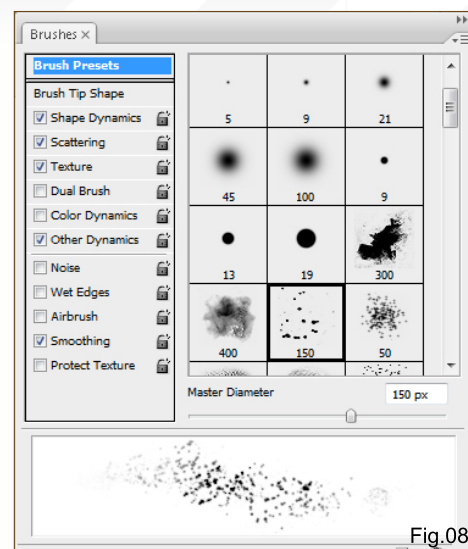 Brushes ×
Brush Presets
Brush Tip Shape
Shape Dynamics
Scattering
Texture
Dual Brush
Color Dynamics
Other Dynamics
Noise
Wet Edges
Airbrush
Smoothing
Protect Texture
5 9 21
45 100 9
13 19 300
400 150 50
Master Diameter 150 px
Fig.08